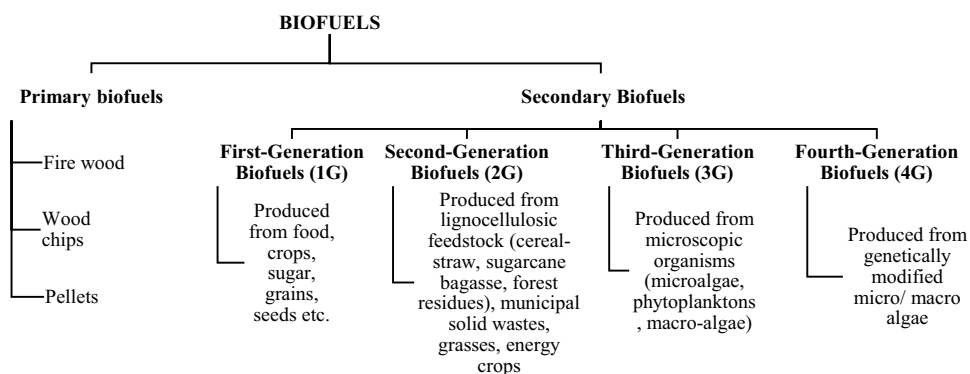 BIOFUELS
Primary biofuels
Fire wood
Wood
chips
Pellets
Secondary Biofuels
First-Generation
Biofuels (1G)
Produced
from food,
crops,
sugar,
grains,
seeds etc.
Second-Generation
Biofuels (2G)
Produced from
lignocellulosic
feedstock (cereal-
straw, sugarcane
bagasse, forest
residues), municipal
solid wastes,
grasses, energy
crops
Third-Generation
Biofuels (3G)
Produced from
microscopic
organisms
(microalgae,
phytoplanktons
, macro-algae)
Fourth-Generation
Biofuels (4G)
Produced from
genetically
modified
micro/ macro
algae